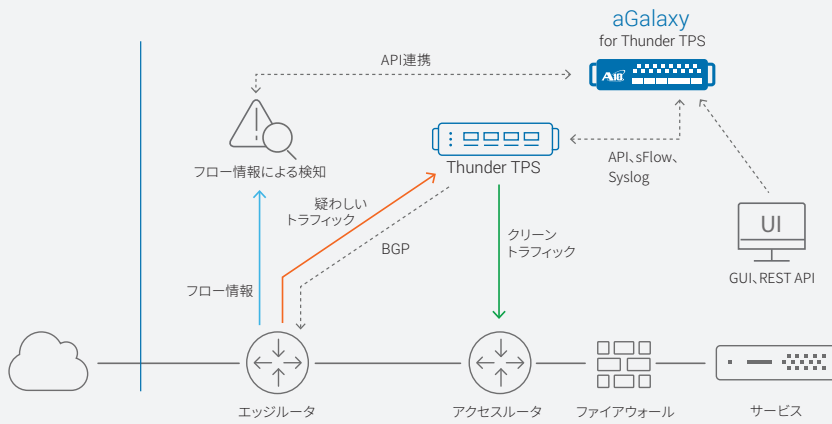 aGalaxy
for Thunder TPS
API連携
A10
フロー情報による検知
Thunder TPS
API、sFlow、
Syslog
疑わしい
トラフィック
BGP
クリーン
トラフィック
UI
GUI、REST API
フロー情報
エッジルータ
アクセスルータ
ファイアウォール
サービス